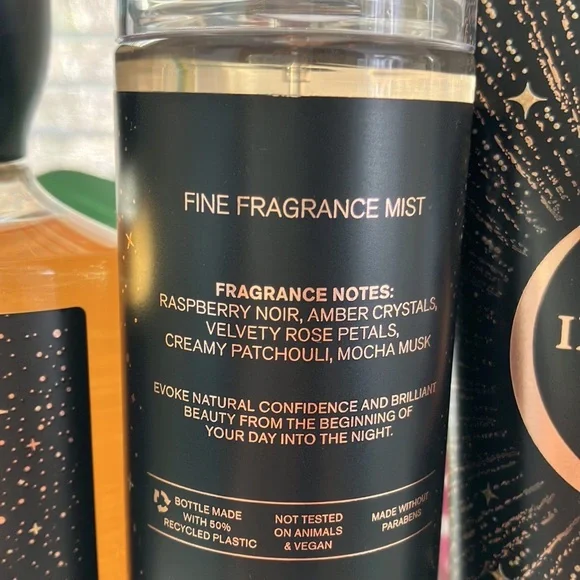 FINE FRAGRANCE MIST
FRAGRANCE NOTES:
RASPBERRY NOIR, AMBER CRYSTALS,
VELVETY ROSE PETALS,
CREAMY PATCHOULI, MOCHA MUSK
EVOKE NATURAL CONFIDENCE AND BRILLIANT
BEAUTY FROM THE BEGINNING OF
YOUR DAY INTO THE NIGHT.
BOTTLE MADE
WITH 50%
RECYCLED PLASTIC
NOT TESTED
ON ANIMALS
& VEGAN
MADE WITHOUT
PARABENS